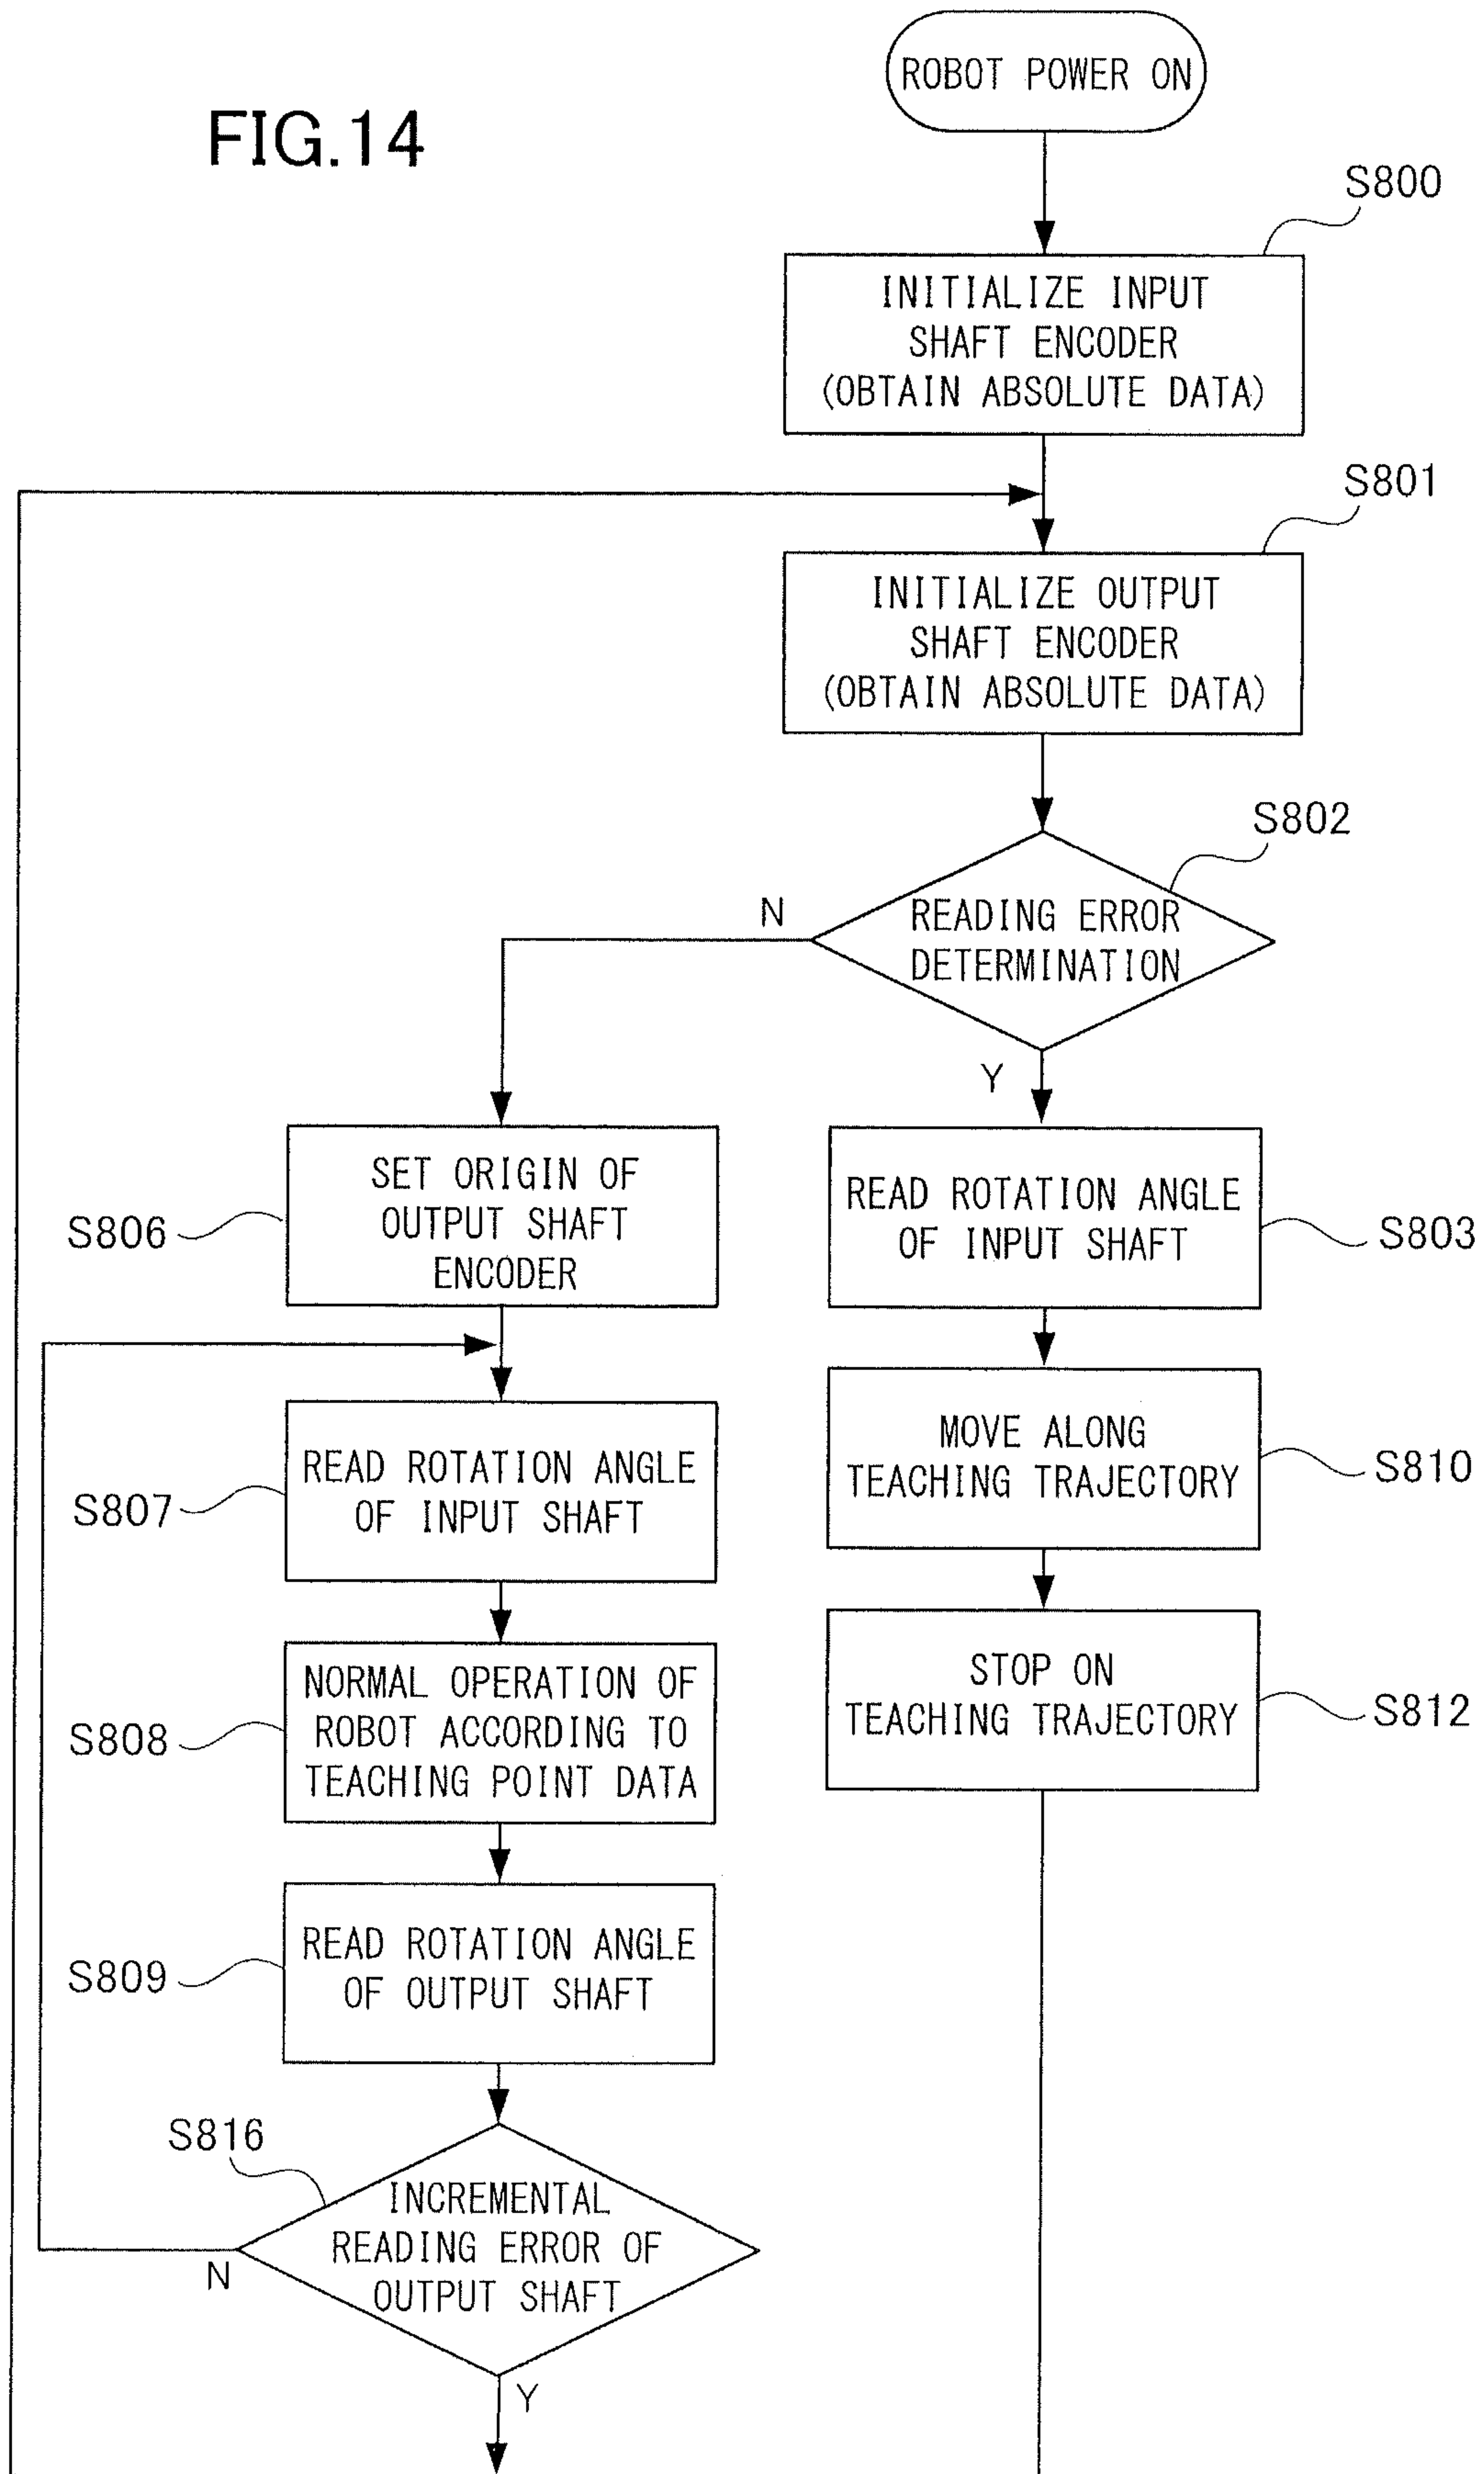 FIG.14
ROBOT POWER ON
S800
INITIALIZE INPUT
SHAFT ENCODER
(OBTAIN ABSOLUTE DATA)
S801
INITIALIZE OUTPUT
SHAFT ENCODER
(OBTAIN ABSOLUTE DATA)
S802
READING ERROR
DETERMINATION
N
Y
SET ORIGIN OF
OUTPUT SHAFT
ENCODER
S806
READ ROTATION ANGLE
OF INPUT SHAFT
S803
READ ROTATION ANGLE
OF INPUT SHAFT
S807
MOVE ALONG
TEACHING TRAJECTORY
S810
NORMAL OPERATION OF
ROBOT ACCORDING TO
TEACHING POINT DATA
S808
STOP ON
TEACHING TRAJECTORY
S812
READ ROTATION ANGLE
OF OUTPUT SHAFT
S809
S816
INCREMENTAL
READING ERROR OF
OUTPUT SHAFT
N
Y